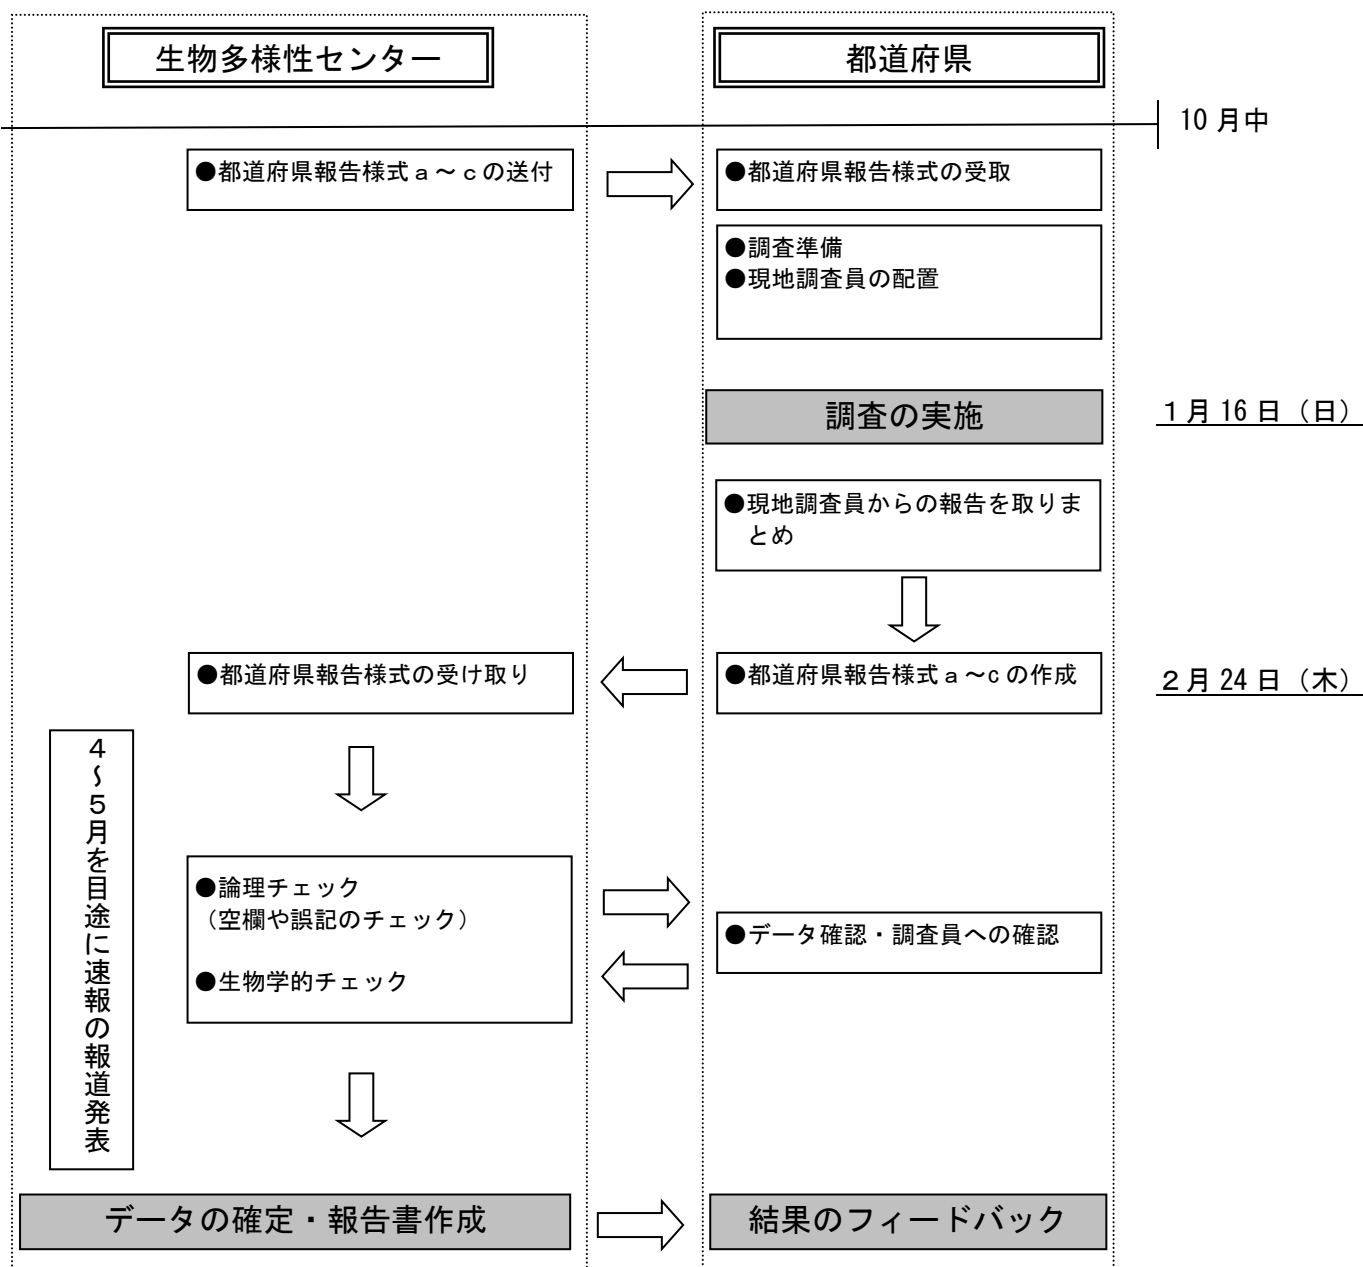 生物多様性センター
都道府県
10月中
●都道府県報告様式ａ～ｃの送付
●都道府県報告様式の受取
●調査準備
●現地調査員の配置
調査の実施
１月16日（日）
●現地調査員からの報告を取りま
とめ
●都道府県報告様式の受け取り
●都道府県報告様式ａ～cの作成
２月24日（木）
４～５月を目途に速報の報道発表
●論理チェック
（空欄や誤記のチェック）
●生物学的チェック
●データ確認・調査員への確認
データの確定・報告書作成
結果のフィードバック